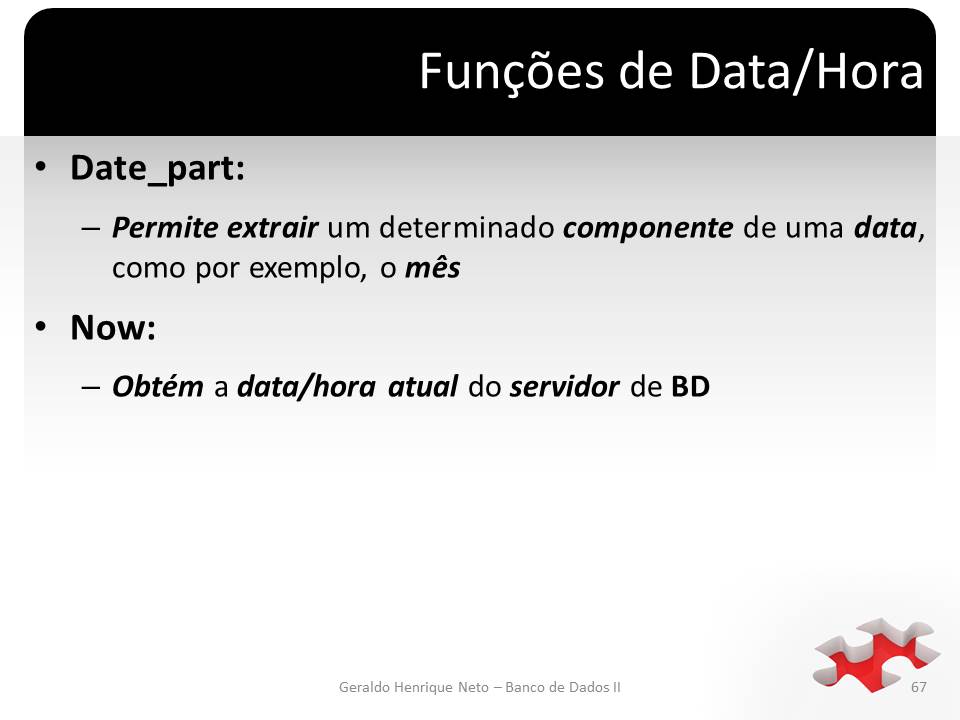 Funções de Data/Hora
• Date_part:
– Permite extrair um determinado componente de uma data,
como por exemplo, o mês
• Now:
– Obtém a data/hora atual do servidor de BD
Geraldo Henrique Neto – Banco de Dados II
67